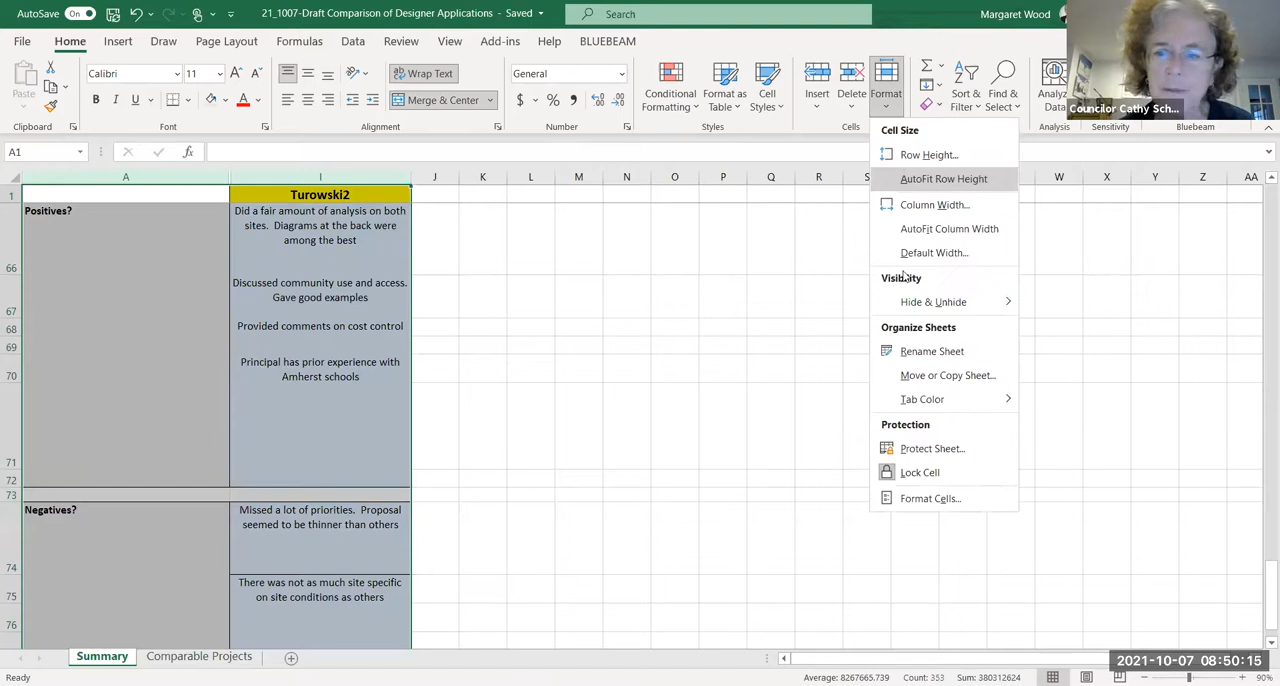 AutoSave On 21_1007-Draft Comparison of Designer Applications - Saved Search Margaret Wood
File Home Insert Draw Page Layout Formulas Data Review View Add-ins Help BLUEBEAM
Paste Calibri 11 Wrap Text General Conditional Formatting Format as Table Cell Styles Insert Delete Format Sort & Filter Find & Select
B I U Merge & Center
Clipboard Font Alignment Number Styles Cells Analysis Sensitivity Bluebeam
Councilor Cathy Sch...
A1 fx
Cell Size
Row Height...
AutoFit Row Height
Column Width...
AutoFit Column Width
Default Width...
Visibility
Hide & Unhide
Organize Sheets
Rename Sheet
Move or Copy Sheet...
Tab Color
Protection
Protect Sheet...
Lock Cell
Format Cells...
A I J K L M N O P Q R S W X Y Z AA
1 Turowski2
Positives? Did a fair amount of analysis on both
sites. Diagrams at the back were
among the best
66
Discussed community use and access.
Gave good examples
67
68 Provided comments on cost control
69
70 Principal has prior experience with
Amherst schools
71
72
73
Negatives? Missed a lot of priorities. Proposal
seemed to be thinner than others
74
There was not as much site specific
on site conditions as others
75
76
Summary Comparable Projects
Ready Average: 8267665.739 Count: 353 Sum: 380312624 90%
2021-10-07 08:50:15